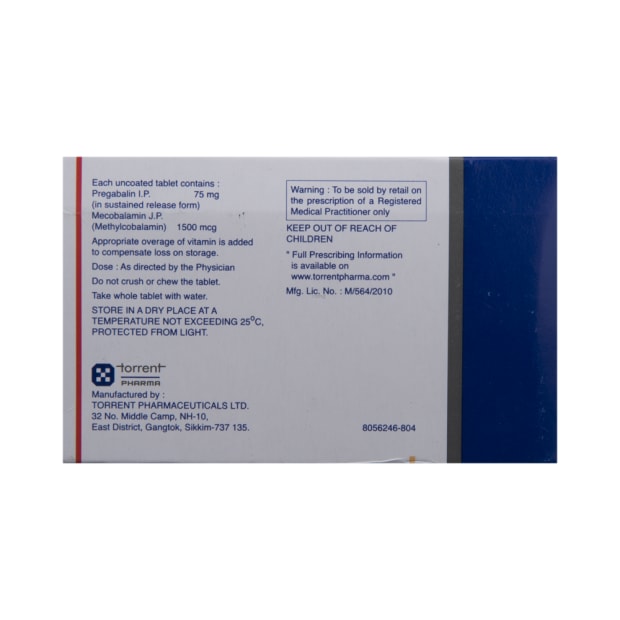 Each uncoated tablet contains :
Pregabalin I.P. 75 mg
(in sustained release form)
Mecobalamin J.P.
(Methylcobalamin) 1500 mcg
Appropriate overage of vitamin is added
to compensate loss on storage.
Dose : As directed by the Physician
Do not crush or chew the tablet.
Take whole tablet with water.
STORE IN A DRY PLACE AT A
TEMPERATURE NOT EXCEEDING 25°C,
PROTECTED FROM LIGHT.
torrent
PHARMA
Manufactured by :
TORRENT PHARMACEUTICALS LTD.
32 No. Middle Camp, NH-10,
East District, Gangtok, Sikkim-737 135.
Warning : To be sold by retail on
the prescription of a Registered
Medical Practitioner only
KEEP OUT OF REACH OF
CHILDREN
" Full Prescribing Information
is available on
www.torrentpharma.com "
Mfg. Lic. No. : M/564/2010
8056246-804